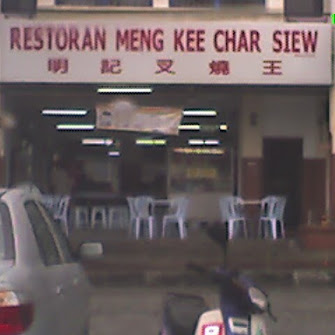 RESTORAN MENG KEE CHAR SIEW
明記叉燒王